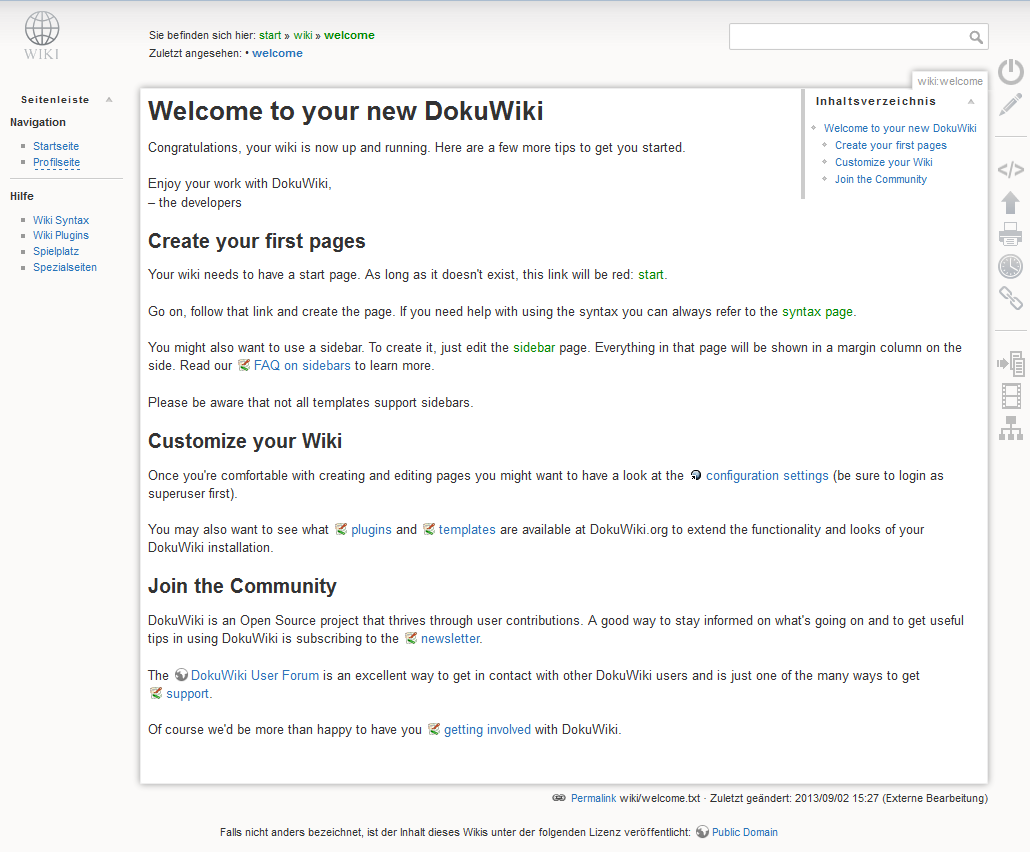 WIKI
Sie befinden sich hier: start » wiki » welcome
Zuletzt angesehen: • welcome
wiki:welcome
Seitenleiste
Navigation
Startseite
Profilseite
Hilfe
Wiki Syntax
Wiki Plugins
Spielplatz
Spezialseiten
Inhaltsverzeichnis
Welcome to your new DokuWiki
Create your first pages
Customize your Wiki
Join the Community
Welcome to your new DokuWiki
Congratulations, your wiki is now up and running. Here are a few more tips to get you started.
Enjoy your work with DokuWiki,
– the developers
Create your first pages
Your wiki needs to have a start page. As long as it doesn't exist, this link will be red: start.
Go on, follow that link and create the page. If you need help with using the syntax you can always refer to the syntax page.
You might also want to use a sidebar. To create it, just edit the sidebar page. Everything in that page will be shown in a margin column on the
side. Read our FAQ on sidebars to learn more.
Please be aware that not all templates support sidebars.
Customize your Wiki
Once you're comfortable with creating and editing pages you might want to have a look at the configuration settings (be sure to login as
superuser first).
You may also want to see what plugins and templates are available at DokuWiki.org to extend the functionality and looks of your
DokuWiki installation.
Join the Community
DokuWiki is an Open Source project that thrives through user contributions. A good way to stay informed on what's going on and to get useful
tips in using DokuWiki is subscribing to the newsletter.
The DokuWiki User Forum is an excellent way to get in contact with other DokuWiki users and is just one of the many ways to get
support.
Of course we'd be more than happy to have you getting involved with DokuWiki.
Permalink wiki/welcome.txt · Zuletzt geändert: 2013/09/02 15:27 (Externe Bearbeitung)
Falls nicht anders bezeichnet, ist der Inhalt dieses Wikis unter der folgenden Lizenz veröffentlicht: Public Domain